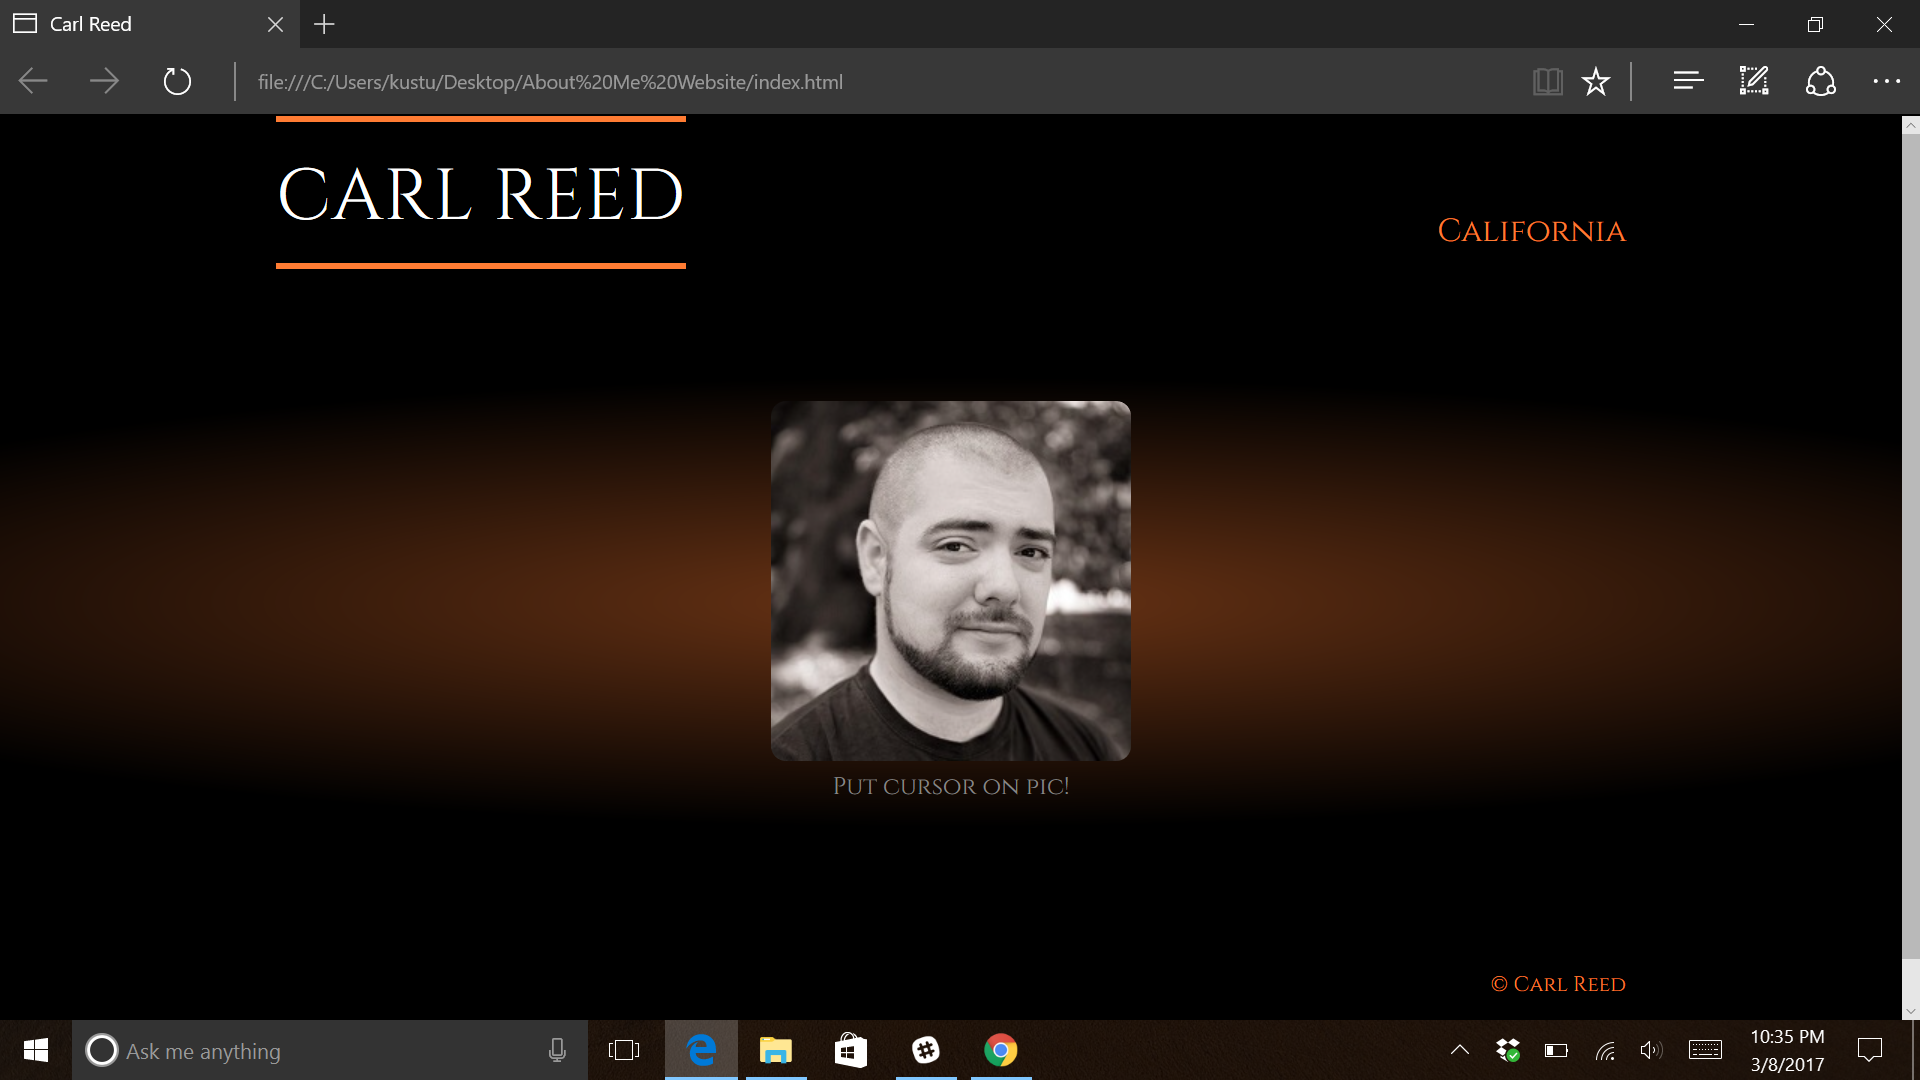 Carl Reed
file:///C:/Users/kustu/Desktop/About%20Me%20Website/index.html
CARL REED
California
Put cursor on pic!
© Carl Reed
Ask me anything
10:35 PM
3/8/2017